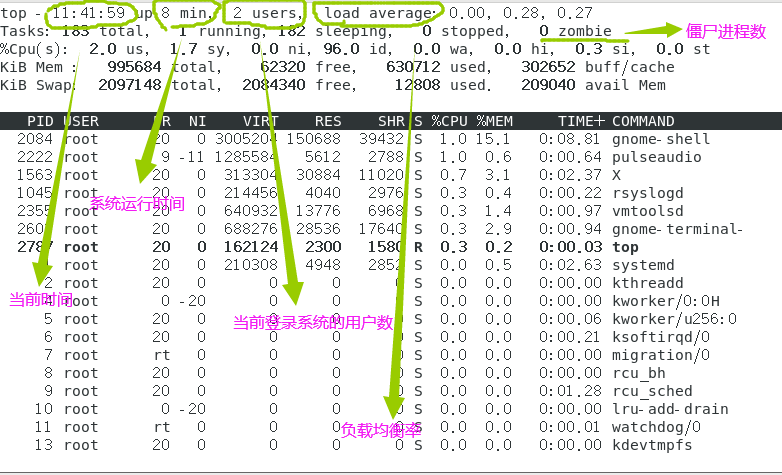 top - 11:41:59 up 8 min, 2 users, load average: 0.00, 0.28, 0.27
Tasks: 183 total, 1 running, 182 sleeping, 0 stopped, 0 zombie 僵尸进程数
%Cpu(s): 2.0 us, 1.7 sy, 0.0 ni, 96.0 id, 0.0 wa, 0.0 hi, 0.3 si, 0.0 st
KiB Mem : 995684 total, 62320 free, 630712 used, 302652 buff/cache
KiB Swap: 2097148 total, 2084340 free, 12808 used. 209040 avail Mem
PID USER PR NI VIRT RES SHR S %CPU %MEM TIME+ COMMAND
2084 root 20 0 3005204 150688 39432 S 1.0 15.1 0:08.81 gnome-shell
2222 root 9 -11 1285584 5612 2788 S 1.0 0.6 0:00.64 pulseaudio
1563 root 20 0 313304 30884 11020 S 0.7 3.1 0:02.37 X
1045 root 20 0 214456 4040 2976 S 0.3 0.4 0:00.22 rsyslogd
系统运行时间
2355 root 20 0 640932 13776 6968 S 0.3 1.4 0:00.97 vmtoolsd
root 20 0 688276 28536 17640 S 0.3 2.9 0:00.94 gnome-terminal-
2787 root 20 0 162124 2300 1580 R 0.3 0.2 0:00.03 top
1 root 20 0 210308 4948 2852 S 0.0 0.5 0:02.63 systemd
2 root 20 0 0 0 0 S 0.0 0.0 0:00.00 kthreadd
当前时间
4 root 0 -20 0 0 0 S 0.0 0.0 0:00.00 kworker/0:0H
5 root 20 0 0 0 0 S 0.0 0.0 0:00.06 kworker/u256:0
当前登录系统的用户数
6 root 20 0 0 0 0 S 0.0 0.0 0:00.21 ksoftirqd/0
7 root rt 0 0 0 0 S 0.0 0.0 0:00.00 migration/0
8 root 20 0 0 0 0 S 0.0 0.0 0:00.00 rcu_bh
9 root 20 0 0 0 0 S 0.0 0.0 0:01.28 rcu_sched
10 root 0 -20 0 0 0 S 0.0 0.0 0:00.00 lru-add-drain
11 root rt 0 0 0 0 S 0.0 0.0 0:00.01 watchdog/0
负载均衡率
13 root 20 0 0 0 0 S 0.0 0.0 0:00.00 kdevtmpfs